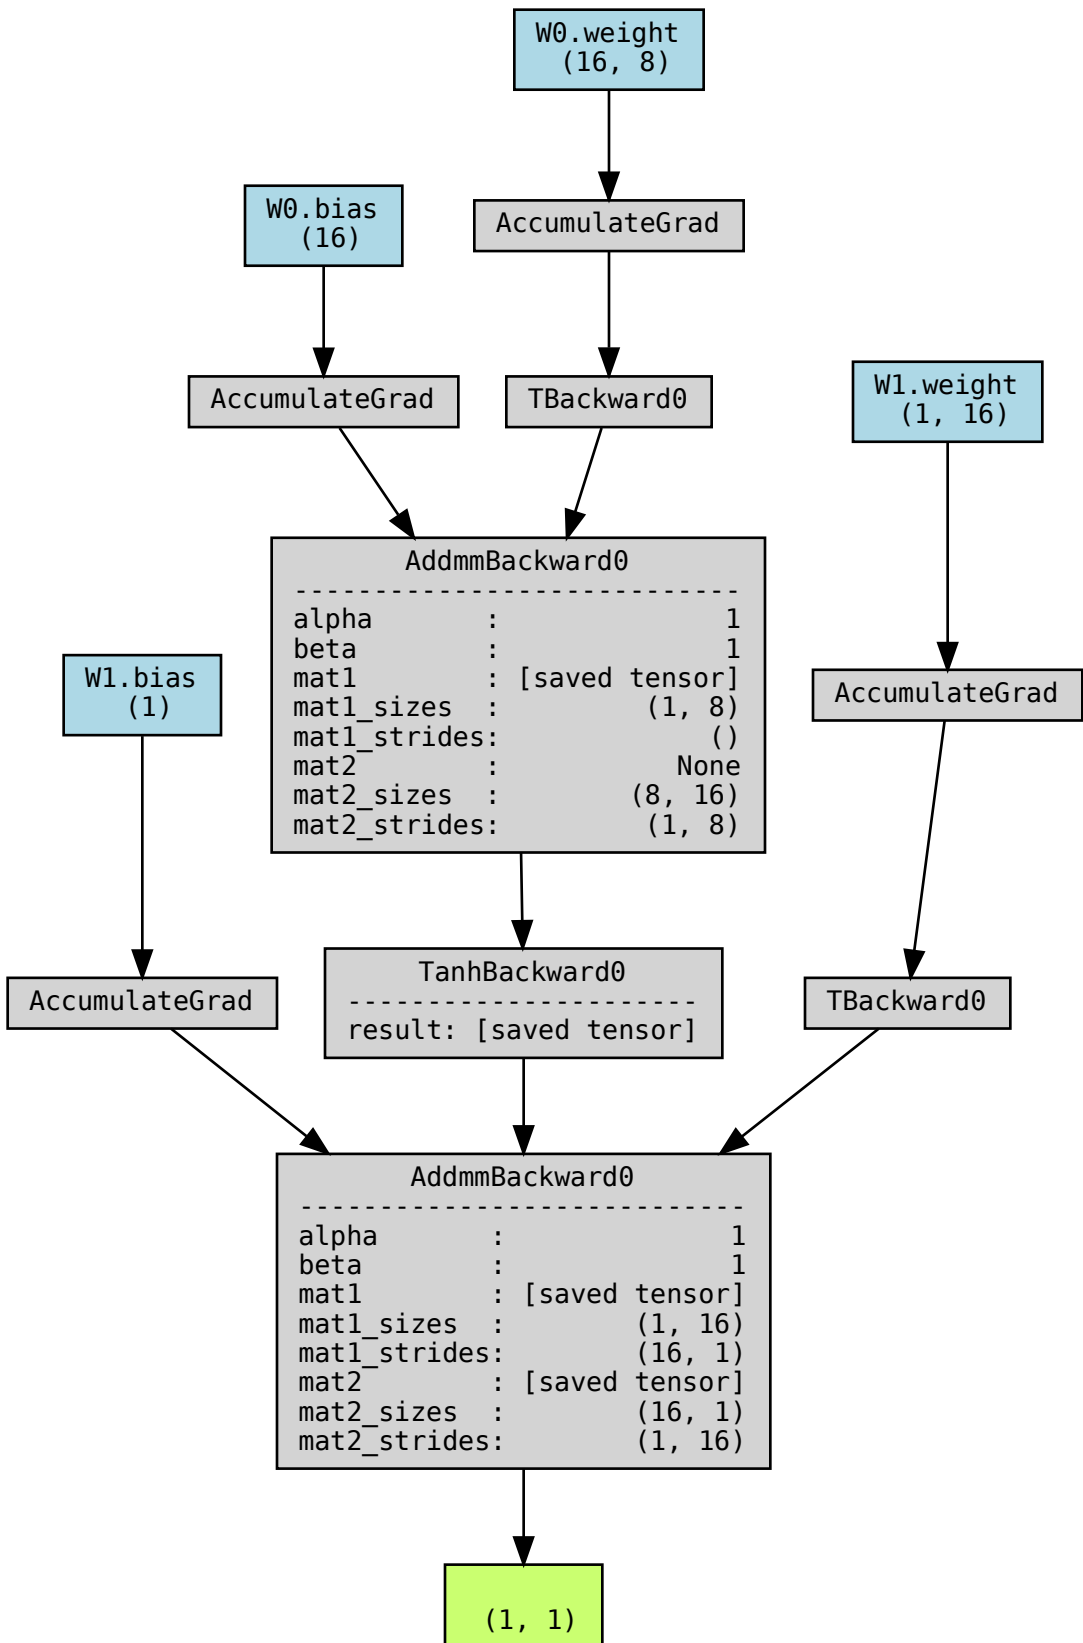 W0.weight
(16, 8)
W0.bias
(16)
AccumulateGrad
AccumulateGrad
TBackward0
W1.weight
(1, 16)
AddmmBackward0
----------------------------
alpha       :              1
beta        :              1
mat1        : [saved tensor]
mat1_sizes  :         (1, 8)
mat1_strides:             ()
mat2        :           None
mat2_sizes  :        (8, 16)
mat2_strides:         (1, 8)
W1.bias
(1)
AccumulateGrad
AccumulateGrad
TanhBackward0
----------------------
result: [saved tensor]
TBackward0
AddmmBackward0
----------------------------
alpha       :              1
beta        :              1
mat1        : [saved tensor]
mat1_sizes  :        (1, 16)
mat1_strides:        (16, 1)
mat2        : [saved tensor]
mat2_sizes  :        (16, 1)
mat2_strides:        (1, 16)
(1, 1)